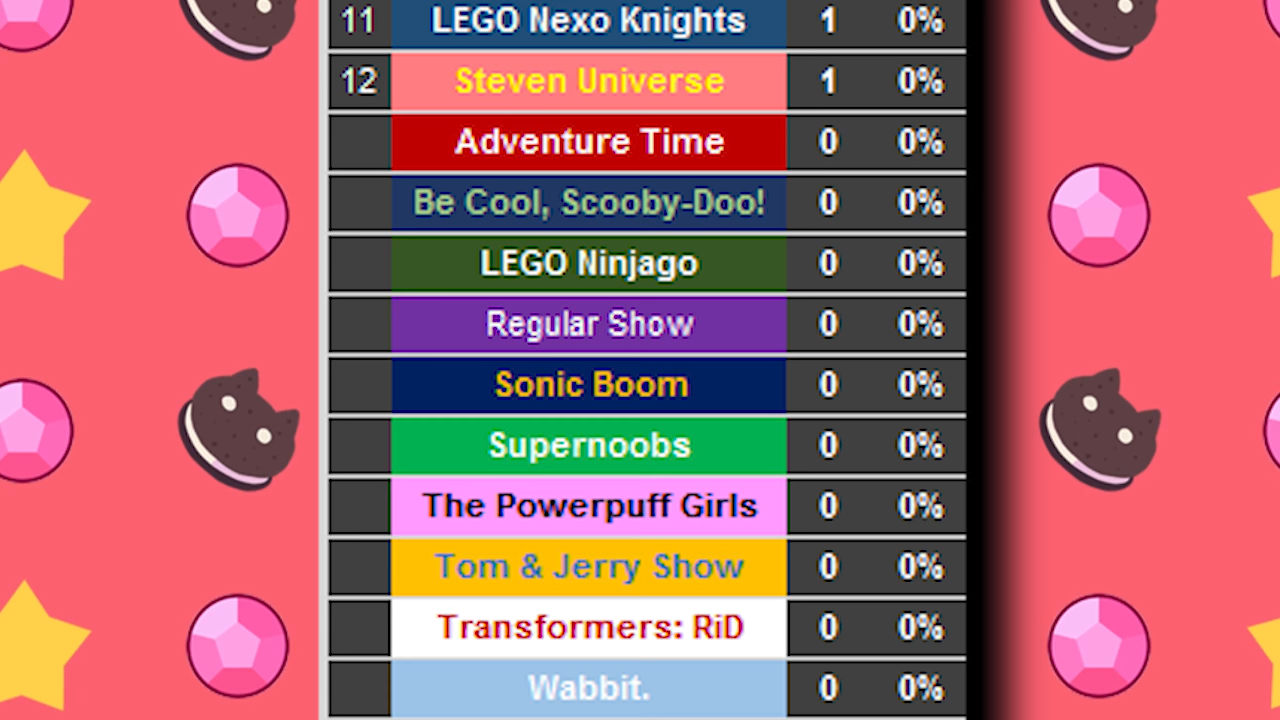 11 LEGO Nexo Knights 1 0%
12 Steven Universe 1 0%
Adventure Time 0 0%
Be Cool, Scooby-Doo! 0 0%
LEGO Ninjago 0 0%
Regular Show 0 0%
Sonic Boom 0 0%
Supernoobs 0 0%
The Powerpuff Girls 0 0%
Tom & Jerry Show 0 0%
Transformers: RiD 0 0%
Wabbit. 0 0%